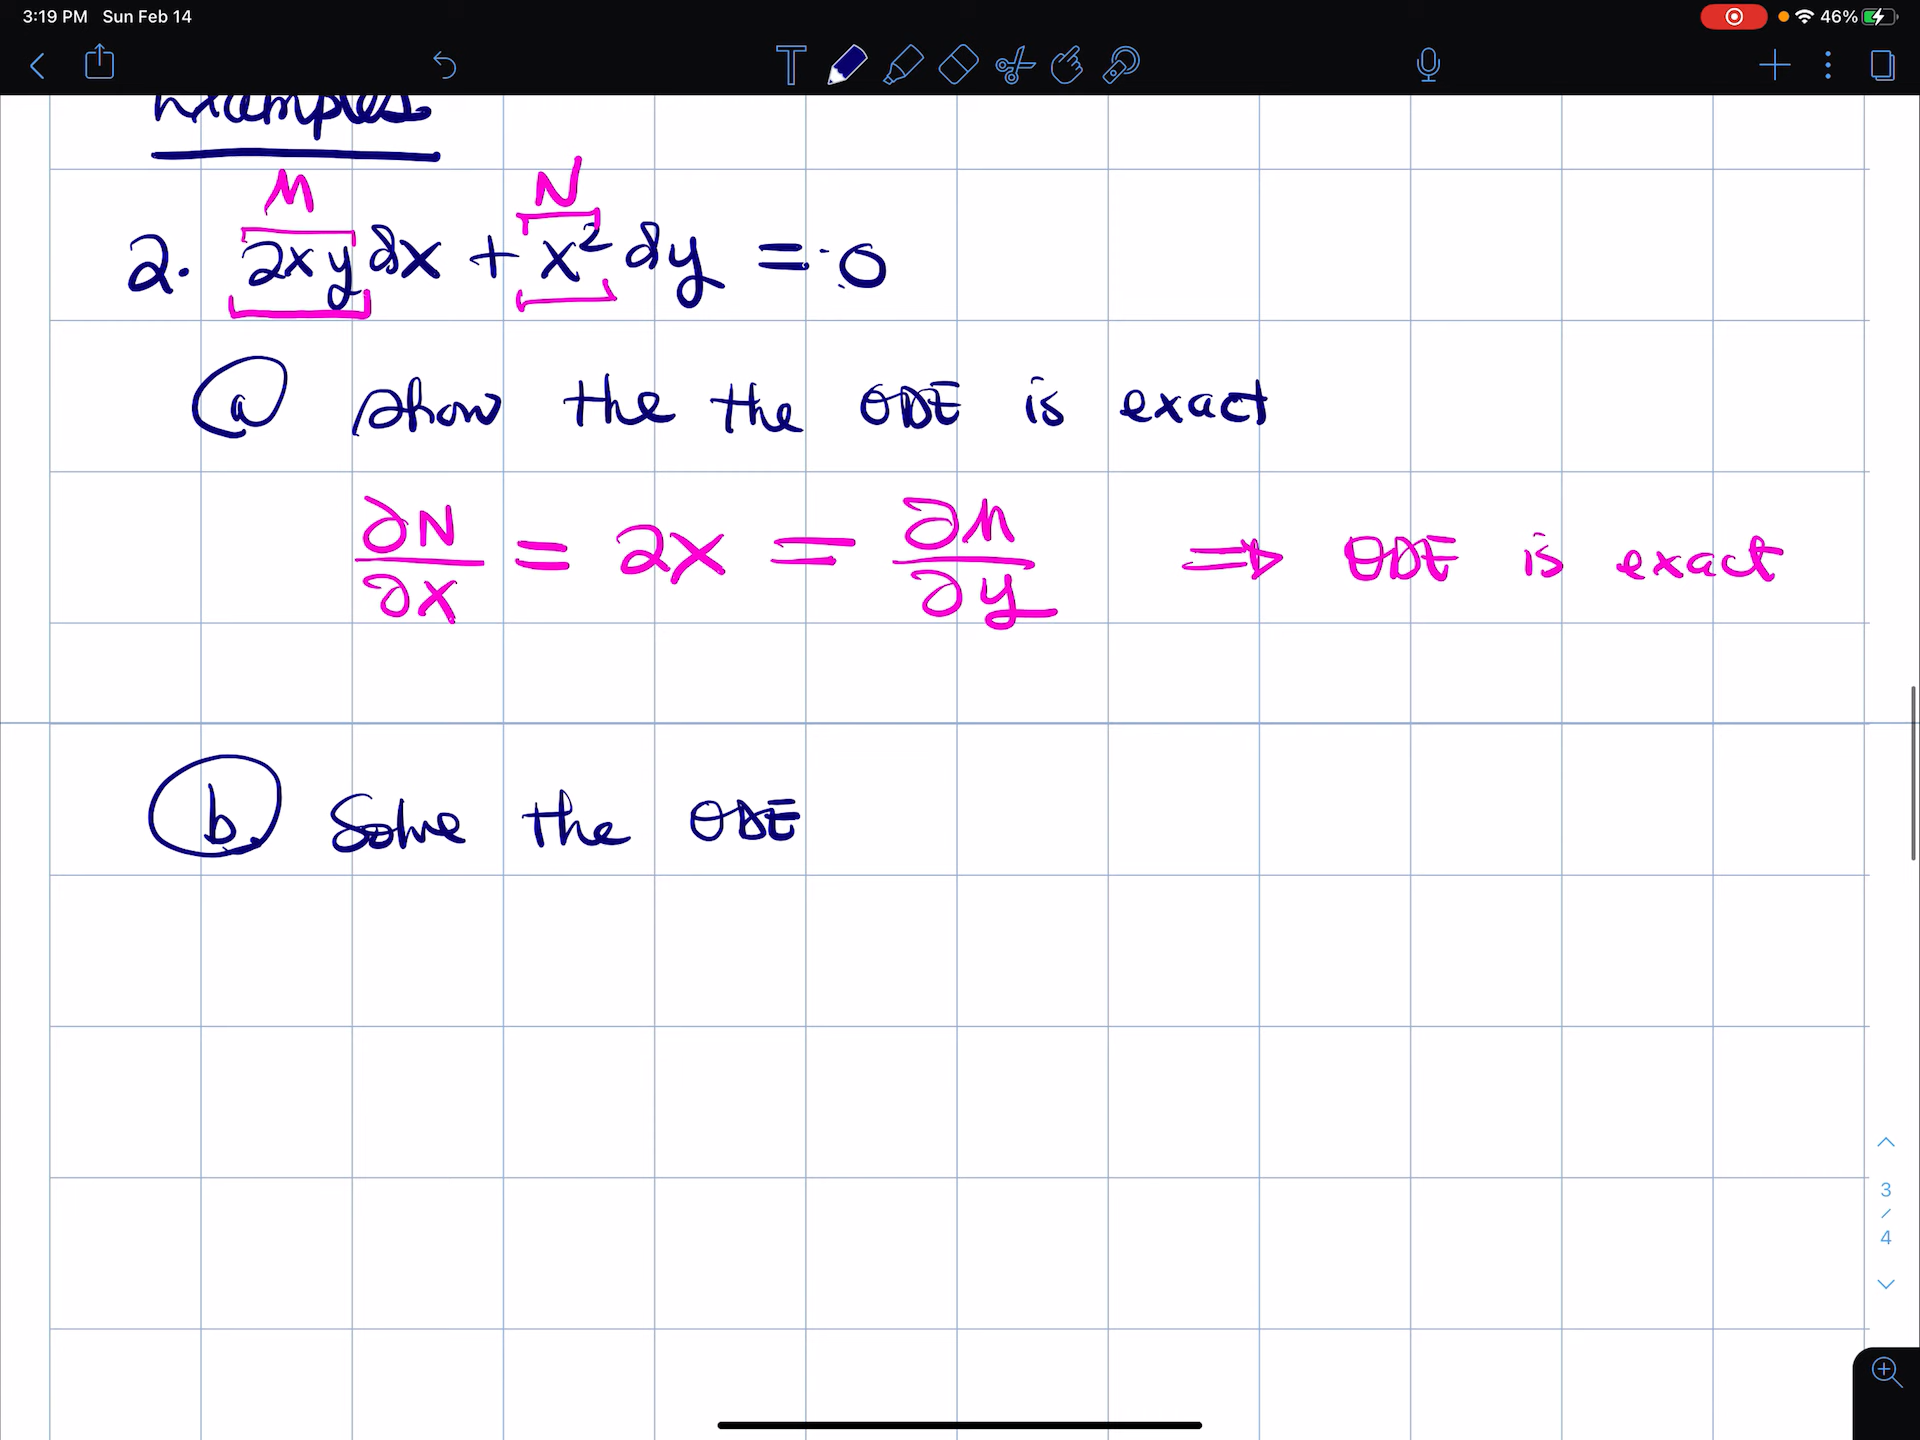 3:19 PM Sun Feb 14
46%
T
Examples
M N
2. 2xy dx + x² dy = 0
(a) show the the ODE is exact
∂N/∂x = 2x = ∂M/∂y ⟹ ODE is exact
(b.) Solve the ODE
3
/
4